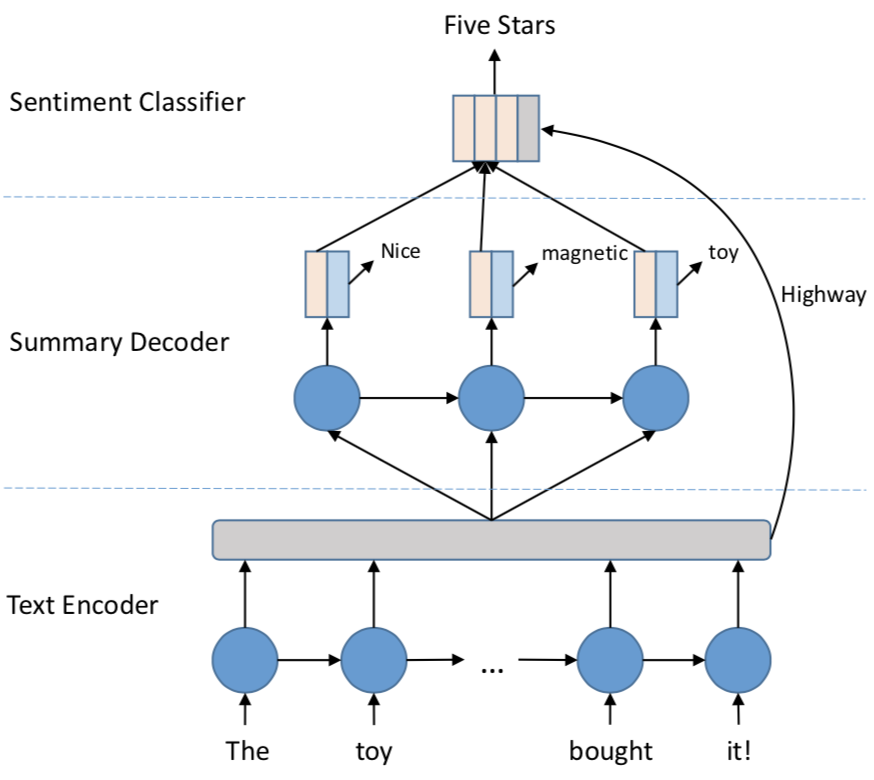 Five Stars
Sentiment Classifier
Nice
magnetic
toy
Highway
Summary Decoder
Text Encoder
...
The
toy
bought
it!